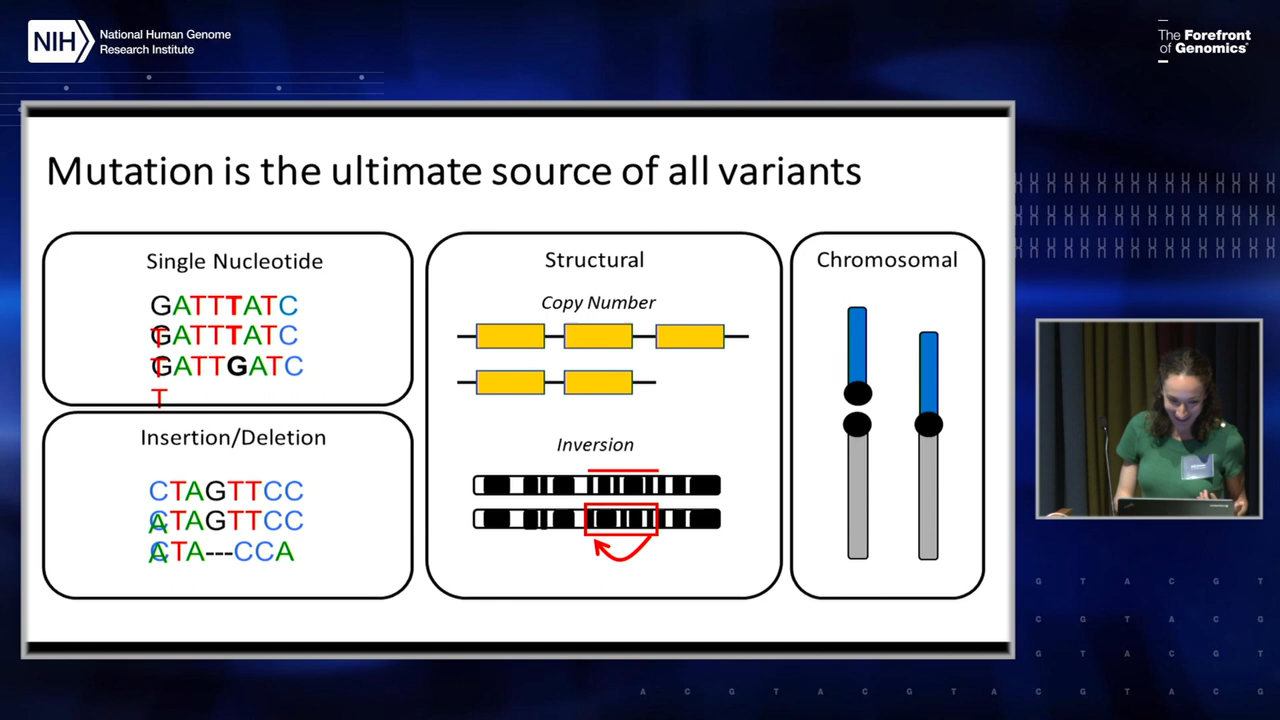 NIH
National Human Genome
Research Institute
The Forefront
of Genomics
Mutation is the ultimate source of all variants
Single Nucleotide
GATTTATC
T
GATTTATC
T
GATTGATC
T
Insertion/Deletion
CTAGTTCC
A
CTAGTTCC
A
CTA---CCA
Structural
Copy Number
Inversion
Chromosomal
G T A C G T
C G T A C G
G T A C G T
A C G T A C G T A C G T A C G